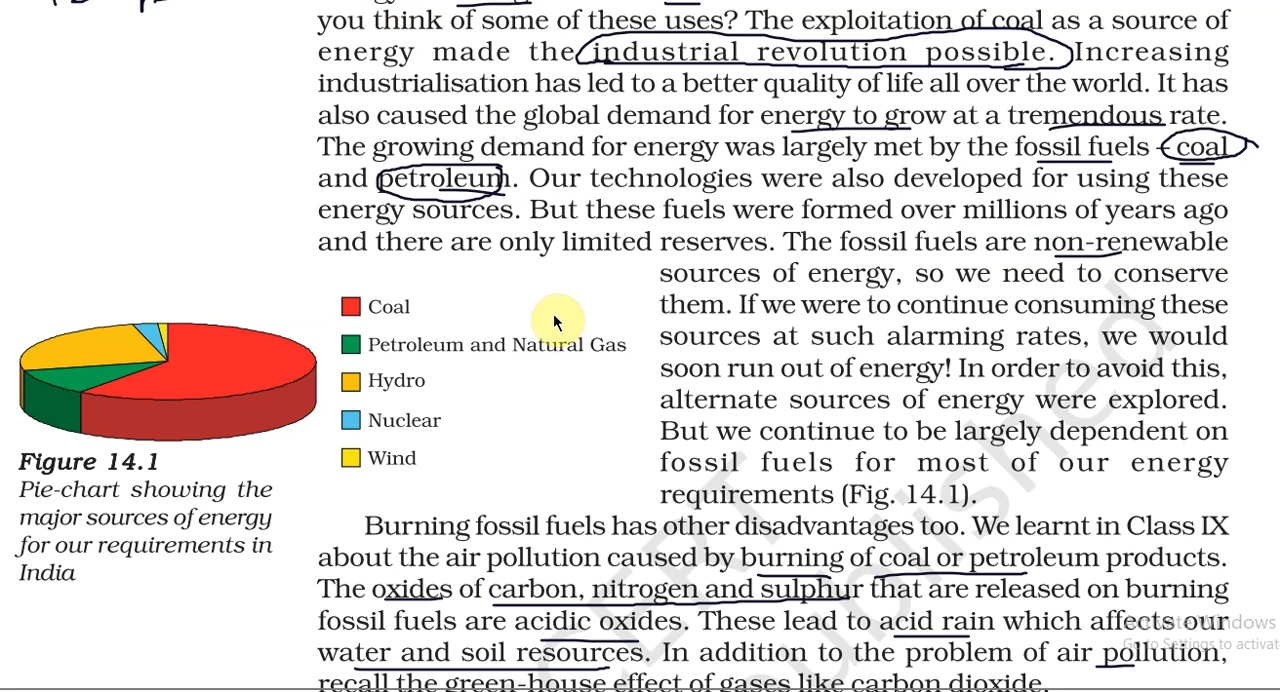 you think of some of these uses? The exploitation of coal as a source of
energy made the industrial revolution possible. Increasing
industrialisation has led to a better quality of life all over the world. It has
also caused the global demand for energy to grow at a tremendous rate.
The growing demand for energy was largely met by the fossil fuels – coal
and petroleum. Our technologies were also developed for using these
energy sources. But these fuels were formed over millions of years ago
and there are only limited reserves. The fossil fuels are non-renewable
sources of energy, so we need to conserve
them. If we were to continue consuming these
sources at such alarming rates, we would
soon run out of energy! In order to avoid this,
alternate sources of energy were explored.
But we continue to be largely dependent on
fossil fuels for most of our energy
requirements (Fig. 14.1).
Coal
Petroleum and Natural Gas
Hydro
Nuclear
Wind
Figure 14.1
Pie-chart showing the
major sources of energy
for our requirements in
India
Burning fossil fuels has other disadvantages too. We learnt in Class IX
about the air pollution caused by burning of coal or petroleum products.
The oxides of carbon, nitrogen and sulphur that are released on burning
fossil fuels are acidic oxides. These lead to acid rain which affects our
water and soil resources. In addition to the problem of air pollution,
recall the green-house effect of gases like carbon dioxide.
Windows
Go to Settings to activat
published